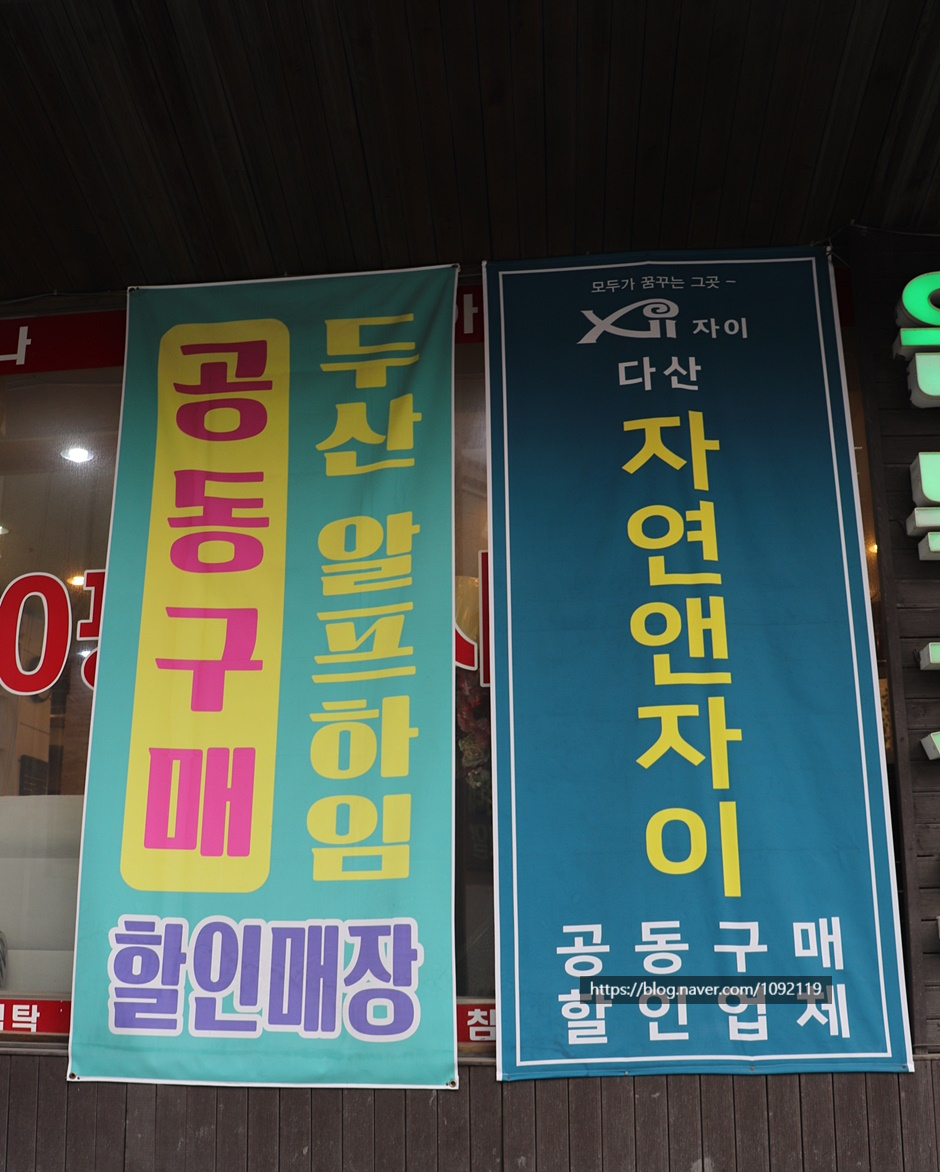 두산 알프하임
공동구매
할인매장
모두가 꿈꾸는 그곳 ~
Xi 자이
다산
자연앤자이
공동구매
할인업체
https://blog.naver.com/1092119